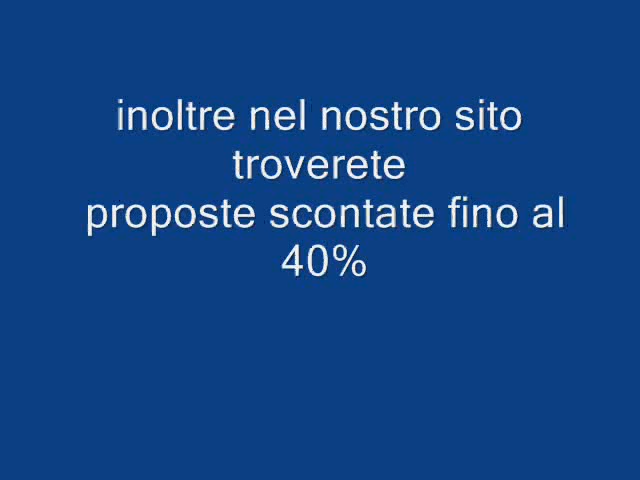 inoltre nel nostro sito
troverete
proposte scontate fino al
40%